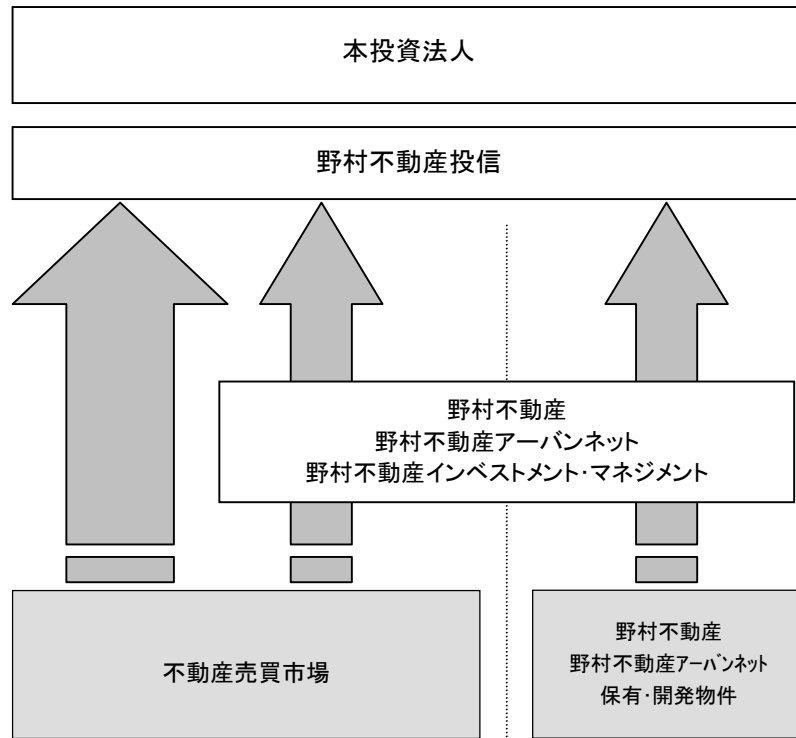 本投資法人
野村不動産投信
野村不動産
野村不動産アーバンネット
野村不動産インベストメント・マネジメント
不動産売買市場
野村不動産
野村不動産ｱｰﾊﾞﾝﾈｯﾄ
保有・開発物件